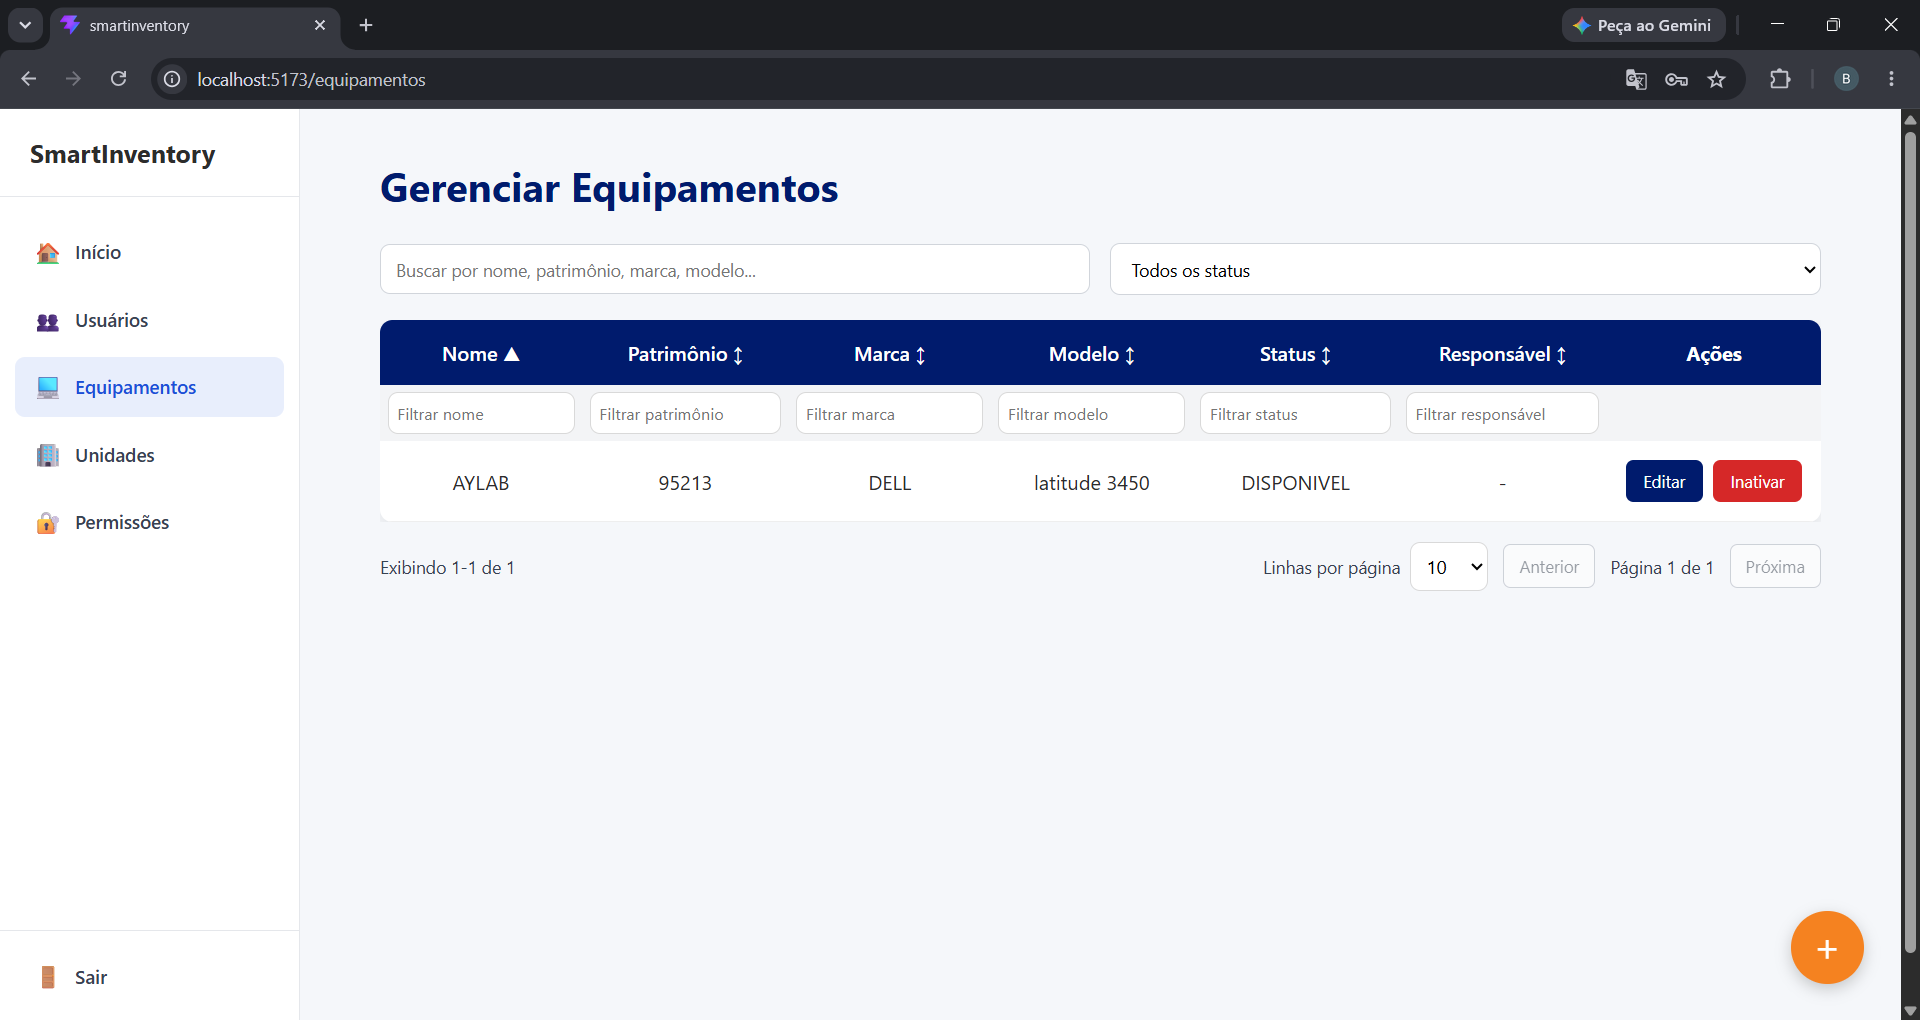 smartinventory
Peça ao Gemini
localhost:5173/equipamentos
B
SmartInventory
Início
Usuários
Equipamentos
Unidades
Permissões
Sair
Gerenciar Equipamentos
Buscar por nome, patrimônio, marca, modelo...
Todos os status
Nome ▲ Patrimônio ↕ Marca ↕ Modelo ↕ Status ↕ Responsável ↕ Ações
Filtrar nome Filtrar patrimônio Filtrar marca Filtrar modelo Filtrar status Filtrar responsável
AYLAB 95213 DELL latitude 3450 DISPONIVEL - Editar Inativar
Exibindo 1-1 de 1 Linhas por página 10 Anterior Página 1 de 1 Próxima
+